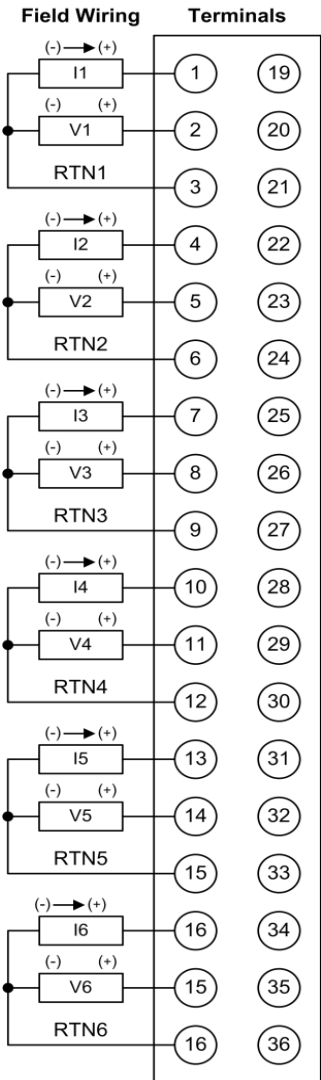 Field Wiring Terminals
(-) (+)
I1 1 19
(-) (+)
V1 2 20
RTN1
3 21
(-) (+)
I2 4 22
(-) (+)
V2 5 23
RTN2
6 24
(-) (+)
I3 7 25
(-) (+)
V3 8 26
RTN3
9 27
(-) (+)
I4 10 28
(-) (+)
V4 11 29
RTN4
12 30
(-) (+)
I5 13 31
(-) (+)
V5 14 32
RTN5
15 33
(-) (+)
I6 16 34
(-) (+)
V6 15 35
RTN6
16 36